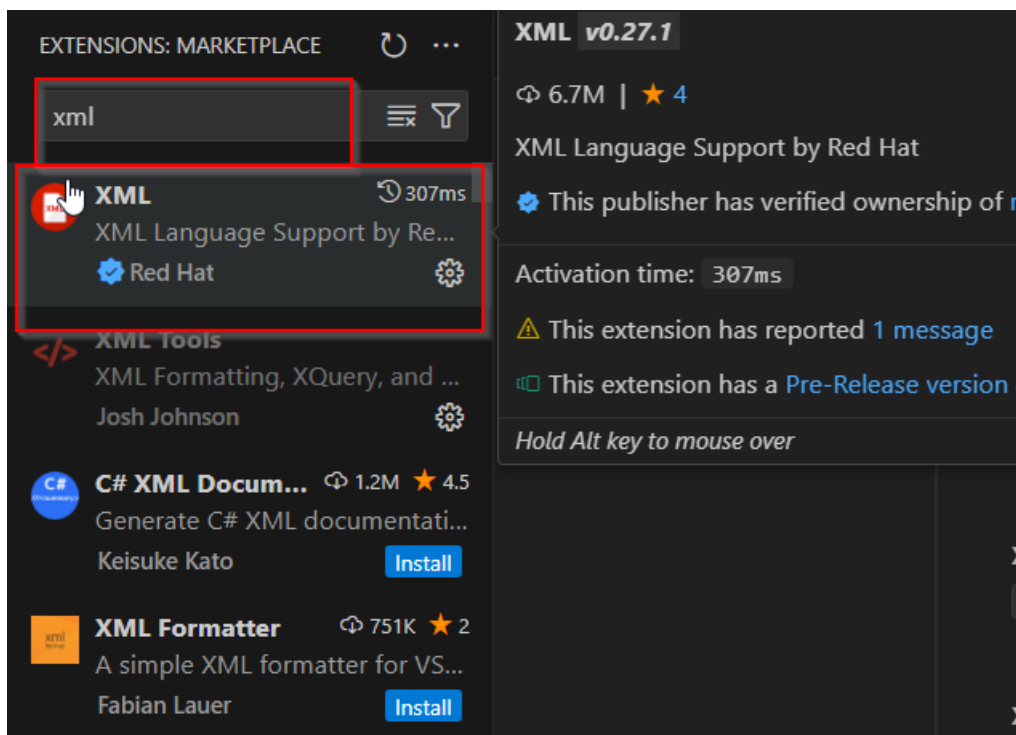 EXTENSIONS: MARKETPLACE
xml
XML 307ms
XML Language Support by Re...
Red Hat
XML Tools
XML Formatting, XQuery, and ...
Josh Johnson
C# XML Docum... 1.2M 4.5
Generate C# XML documentati...
Keisuke Kato Install
XML Formatter 751K 2
A simple XML formatter for VS...
Fabian Lauer Install
XML v0.27.1
6.7M | 4
XML Language Support by Red Hat
This publisher has verified ownership of
Activation time: 307ms
This extension has reported 1 message
This extension has a Pre-Release version
Hold Alt key to mouse over